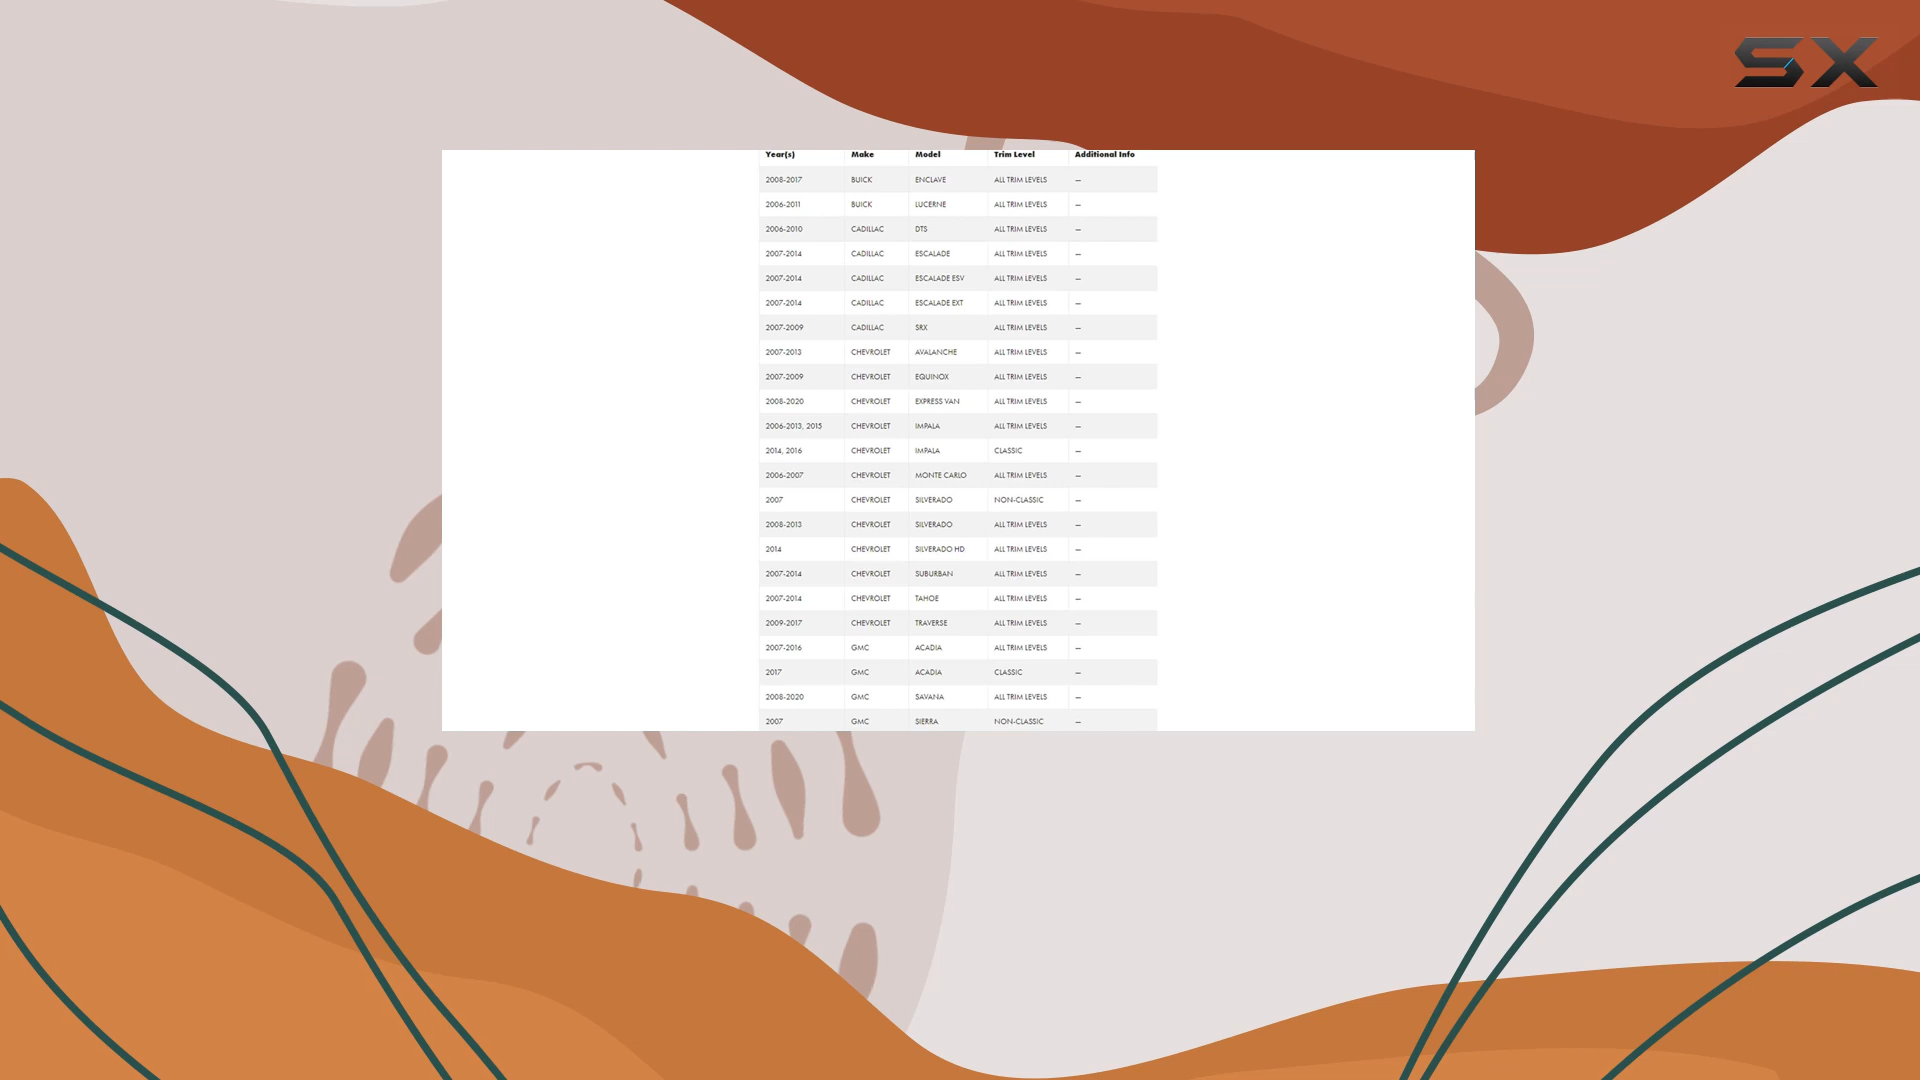 SX
Year(s) Make Model Trim Level Additional Info
2008-2017 BUICK ENCLAVE ALL TRIM LEVELS —
2006-2011 BUICK LUCERNE ALL TRIM LEVELS —
2006-2010 CADILLAC DTS ALL TRIM LEVELS —
2007-2014 CADILLAC ESCALADE ALL TRIM LEVELS —
2007-2014 CADILLAC ESCALADE ESV ALL TRIM LEVELS —
2007-2014 CADILLAC ESCALADE EXT ALL TRIM LEVELS —
2007-2009 CADILLAC SRX ALL TRIM LEVELS —
2007-2013 CHEVROLET AVALANCHE ALL TRIM LEVELS —
2007-2009 CHEVROLET EQUINOX ALL TRIM LEVELS —
2008-2020 CHEVROLET EXPRESS VAN ALL TRIM LEVELS —
2006-2013, 2015 CHEVROLET IMPALA ALL TRIM LEVELS —
2014, 2016 CHEVROLET IMPALA CLASSIC —
2006-2007 CHEVROLET MONTE CARLO ALL TRIM LEVELS —
2007 CHEVROLET SILVERADO NON-CLASSIC —
2008-2013 CHEVROLET SILVERADO ALL TRIM LEVELS —
2014 CHEVROLET SILVERADO HD ALL TRIM LEVELS —
2007-2014 CHEVROLET SUBURBAN ALL TRIM LEVELS —
2007-2014 CHEVROLET TAHOE ALL TRIM LEVELS —
2009-2017 CHEVROLET TRAVERSE ALL TRIM LEVELS —
2007-2016 GMC ACADIA ALL TRIM LEVELS —
2017 GMC ACADIA CLASSIC —
2008-2020 GMC SAVANA ALL TRIM LEVELS —
2007 GMC SIERRA NON-CLASSIC —